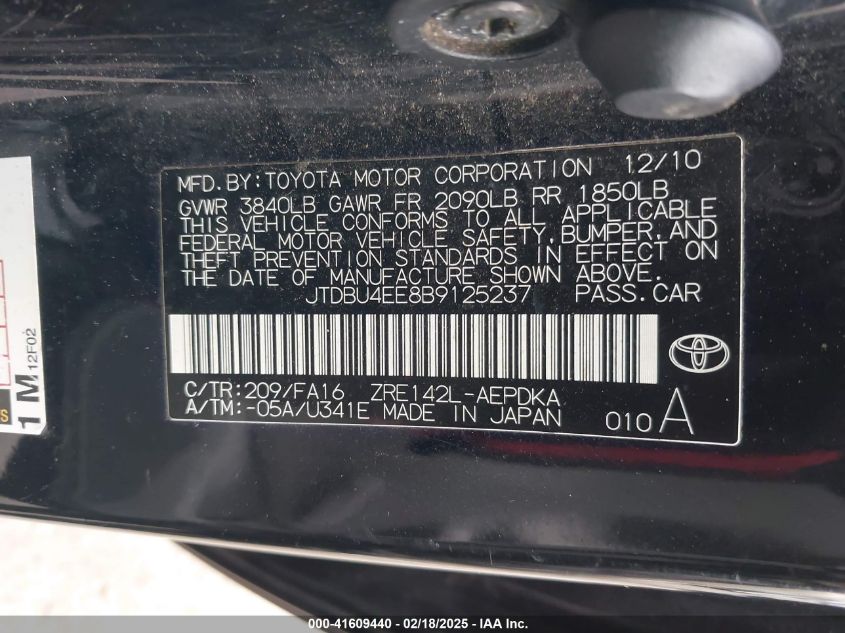 MFD.BY:TOYOTA MOTOR CORPORATION 12/10
GVWR 3840LB GAWR FR 2090LB RR 1850LB
THIS VEHICLE CONFORMS TO ALL APPLICABLE
FEDERAL MOTOR VEHICLE SAFETY,BUMPER,AND
THEFT PREVENTION STANDARDS IN EFFECT ON
THE DATE OF MANUFACTURE SHOWN ABOVE.
JTDBU4EE8B9125237 PASS.CAR
C/TR:209/FA16 ZRE142L-AEPDKA
A/TM:-05A/U341E MADE IN JAPAN 010 A
1 M 12F02
000-41609440 - 02/18/2025 - IAA, Inc.